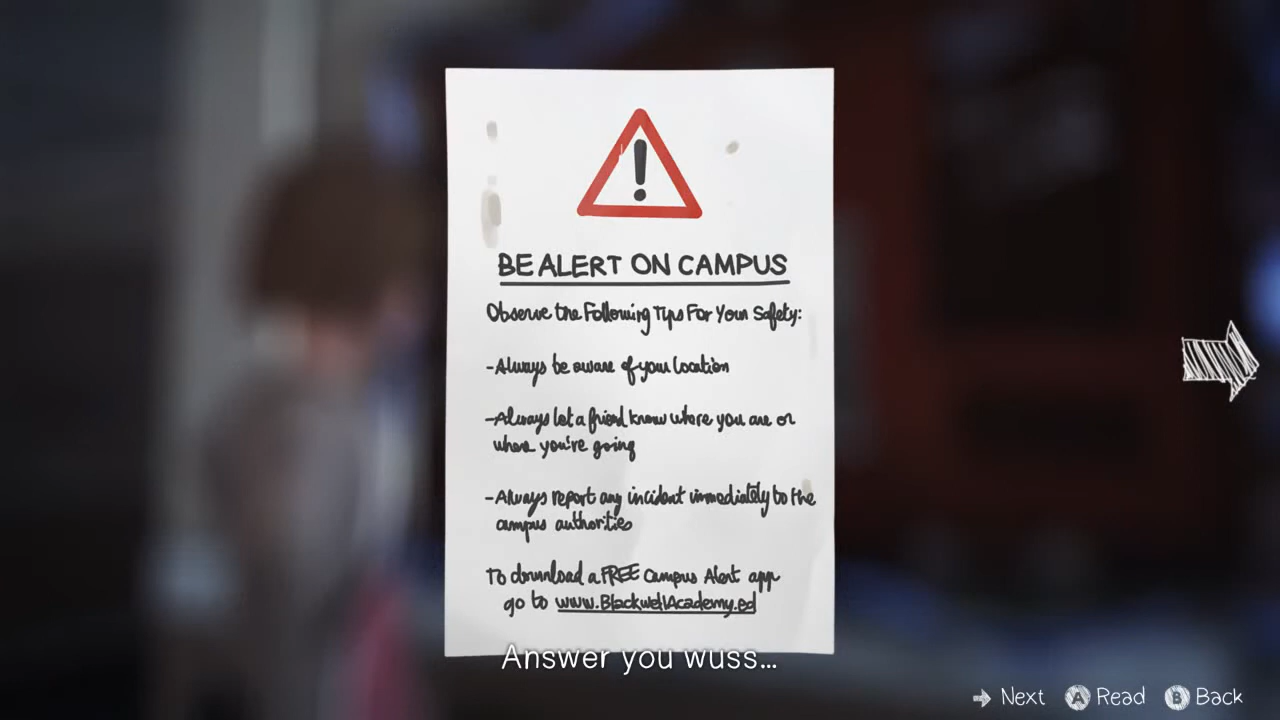 !
BE ALERT ON CAMPUS
Observe the Following Tips For Your Safety:
-Always be aware of your location
-Always let a friend know where you are or
where you're going
-Always report any incident immediately to the
campus authorities
To download a FREE Campus Alert app
go to www.BlackwellAcademy.ed
Answer you wuss...
Next A Read B Back